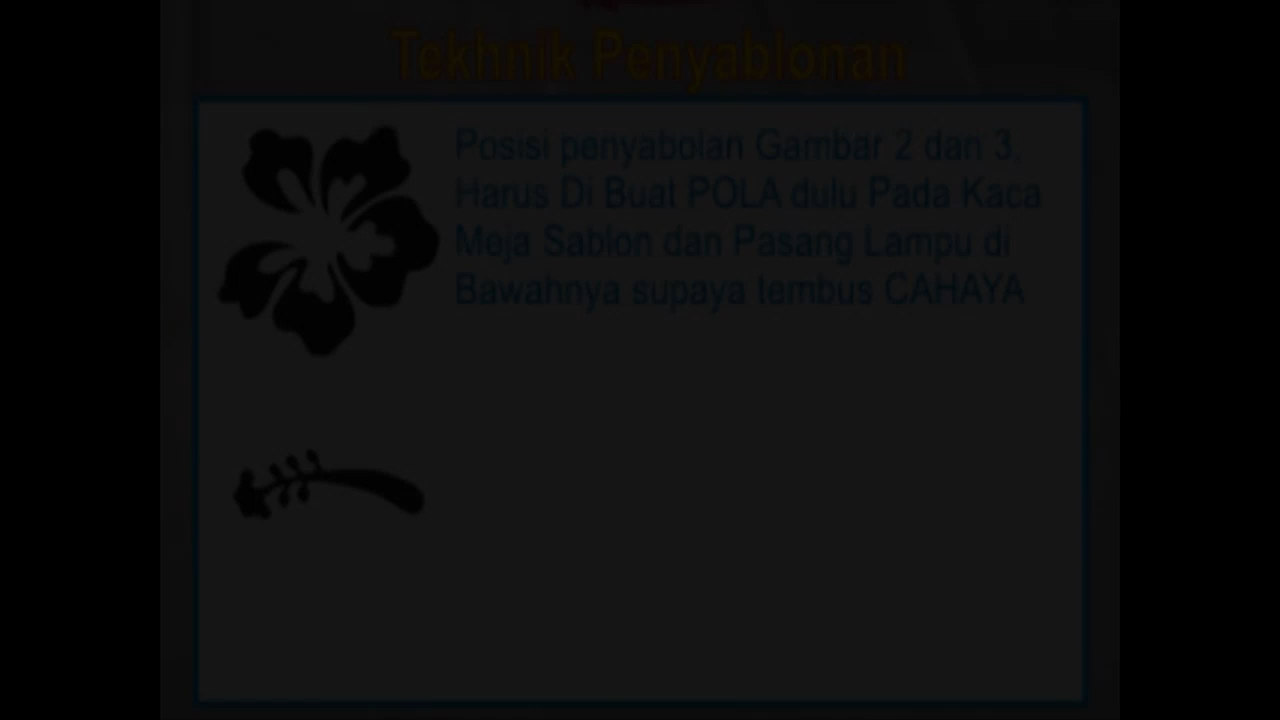 Tekhnik Penyablonan
Posisi penyabolan Gambar 2 dan 3,
Harus Di Buat POLA dulu Pada Kaca
Meja Sablon dan Pasang Lampu di
Bawahnya supaya tembus CAHAYA